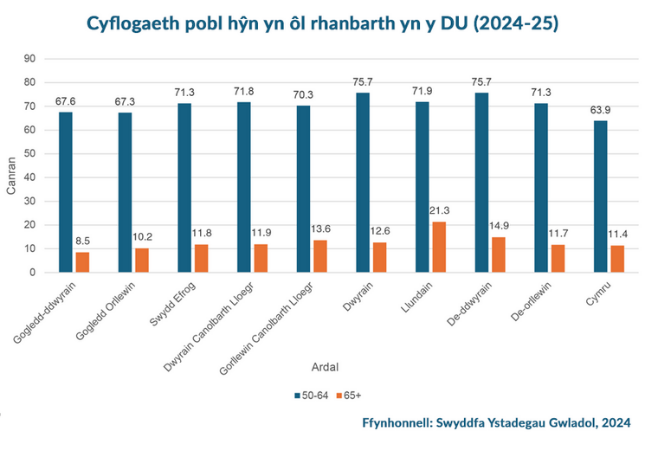 Cyflogaeth pobl hŷn yn ôl rhanbarth yn y DU (2024-25)
90
80
70
60
50
40
30
20
10
0
Canran
67.6
8.5
67.3
10.2
71.3
11.8
71.8
11.9
70.3
13.6
75.7
12.6
71.9
21.3
75.7
14.9
71.3
11.7
63.9
11.4
Gogledd-ddwyrain
Gogledd Orllewin
Swydd Efrog
Dwyrain Canolbarth Lloegr
Gorllewin Canolbarth Lloegr
Dwyrain
Llundain
De-ddwyrain
De-orllewin
Cymru
Ardal
50-64 65+
Ffynhonnell: Swyddfa Ystadegau Gwladol, 2024